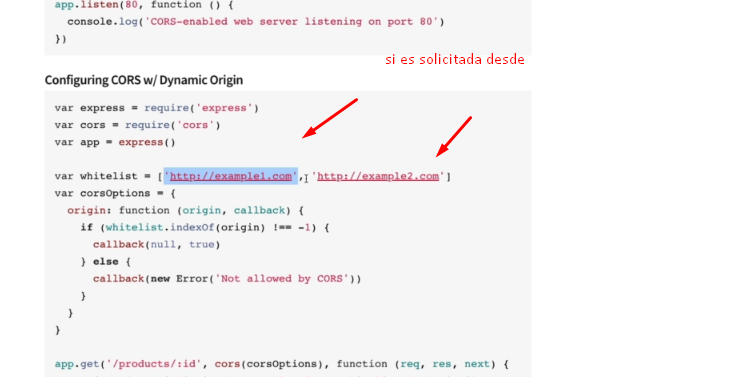 app.listen(80, function () {
console.log('CORS-enabled web server listening on port 80')
})
si es solicitada desde
Configuring CORS w/ Dynamic Origin
var express = require('express')
var cors = require('cors')
var app = express()
var whitelist = ['http://example1.com', 'http://example2.com']
var corsOptions = {
origin: function (origin, callback) {
if (whitelist.indexOf(origin) !== -1) {
callback(null, true)
} else {
callback(new Error('Not allowed by CORS'))
}
}
}
app.get('/products/:id', cors(corsOptions), function (req, res, next) {